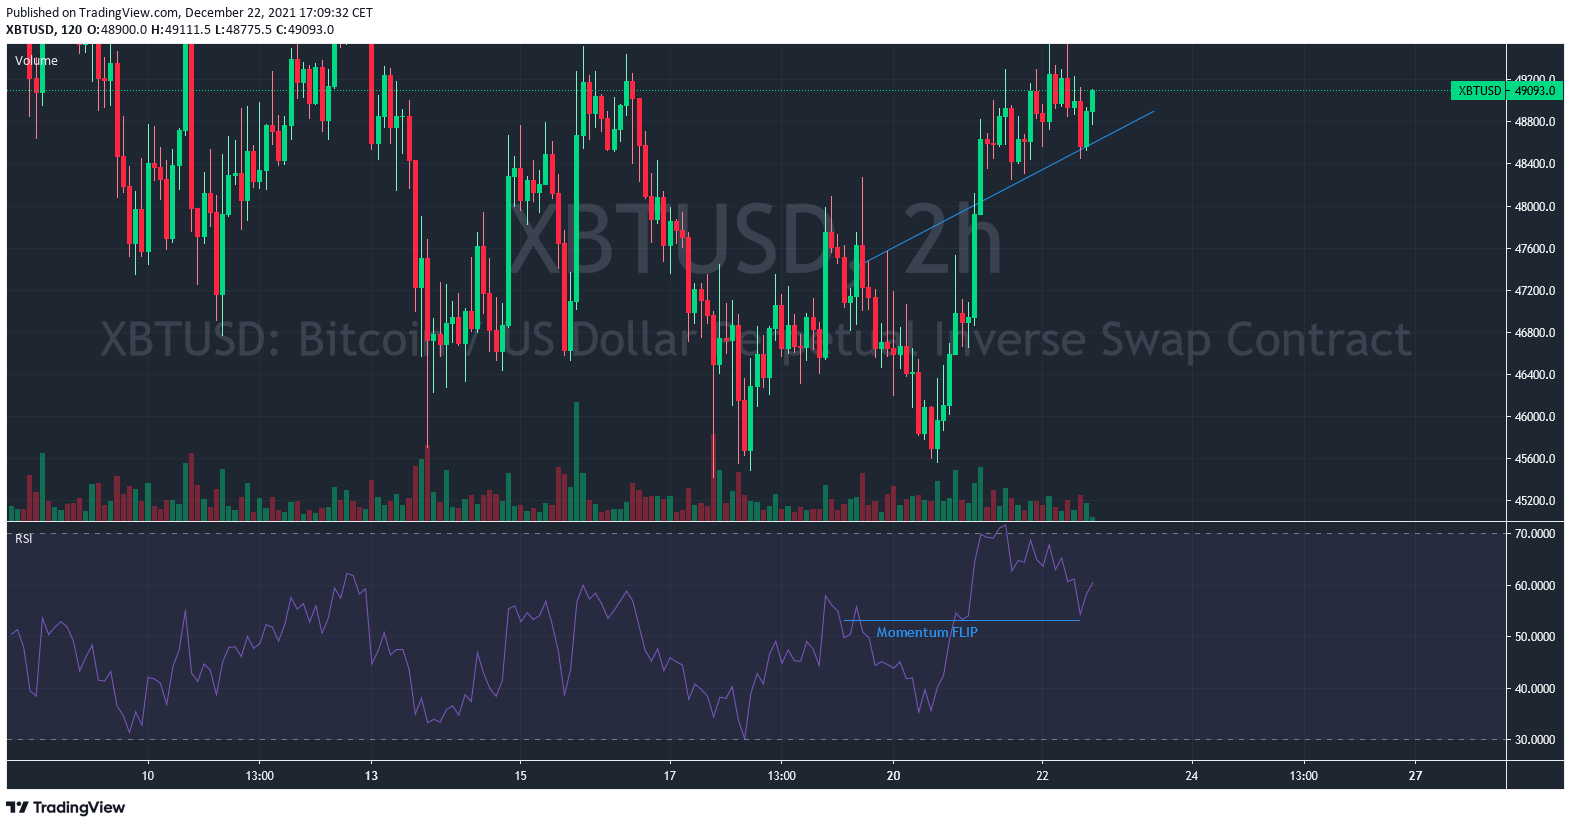 Published on TradingView.com, December 22, 2021 17:09:32 CET
XBTUSD, 120 O:48900.0 H:49111.5 L:48775.5 C:49093.0
Volume
49200.0
XBTUSD 49093.0
48800.0
48400.0
48000.0
XBTUSD, 2h
47600.0
47200.0
XBTUSD: Bitcoin / US Dollar Perpetual Inverse Swap Contract
46800.0
46400.0
46000.0
45600.0
45200.0
RSI
70.0000
60.0000
Momentum FLIP
50.0000
40.0000
30.0000
10 13:00 13 15 17 13:00 20 22 24 13:00 27
TradingView